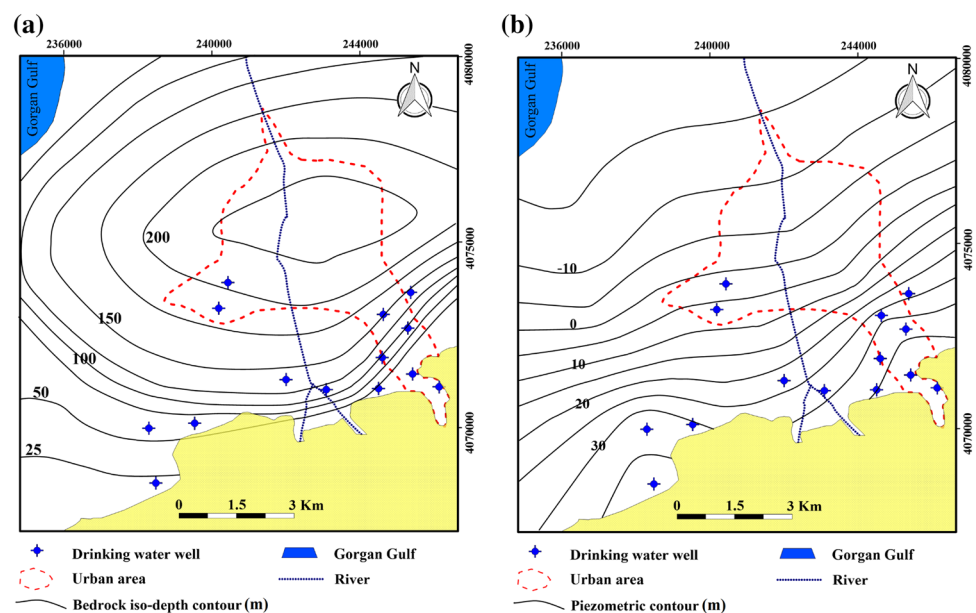 (a)
236000 240000 244000
4080000
Gorgan Gulf
N
200
4075000
150
100
50
4070000
25
0 1.5 3 Km
Drinking water well
Gorgan Gulf
Urban area
River
Bedrock iso-depth contour (m)
(b)
236000 240000 244000
4080000
Gorgan Gulf
N
-10
4075000
0
10
20
4070000
30
0 1.5 3 Km
Drinking water well
Gorgan Gulf
Urban area
River
Piezometric contour (m)